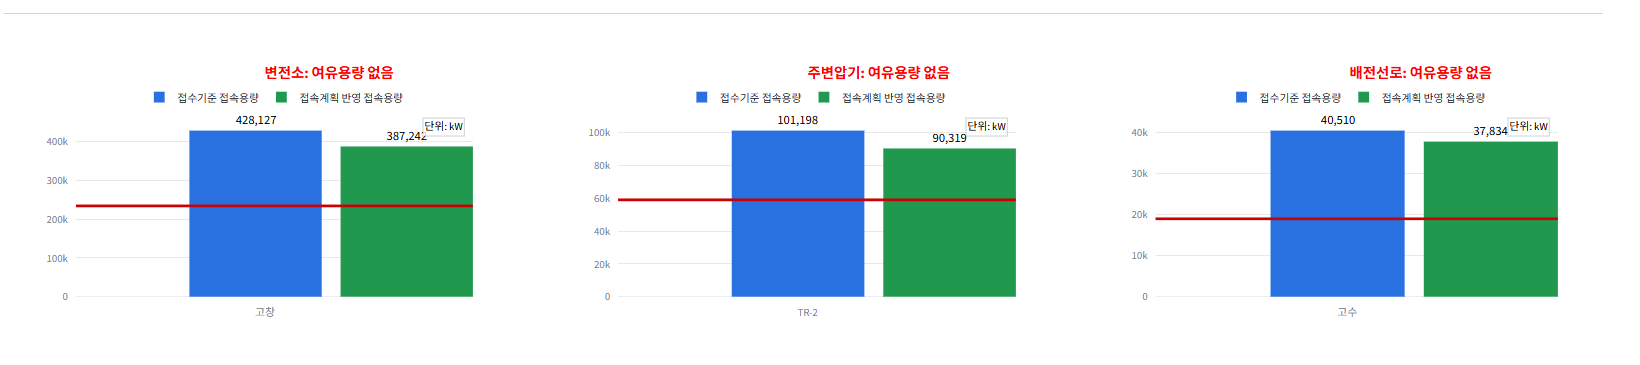 변전소: 여유용량 없음
접수기준 접속용량 접속계획 반영 접속용량
단위: kW
428,127
387,242
400k
300k
200k
100k
0
고창
주변압기: 여유용량 없음
접수기준 접속용량 접속계획 반영 접속용량
단위: kW
101,198
90,319
100k
80k
60k
40k
20k
0
TR-2
배전선로: 여유용량 없음
접수기준 접속용량 접속계획 반영 접속용량
단위: kW
40,510
37,834
40k
30k
20k
10k
0
고수